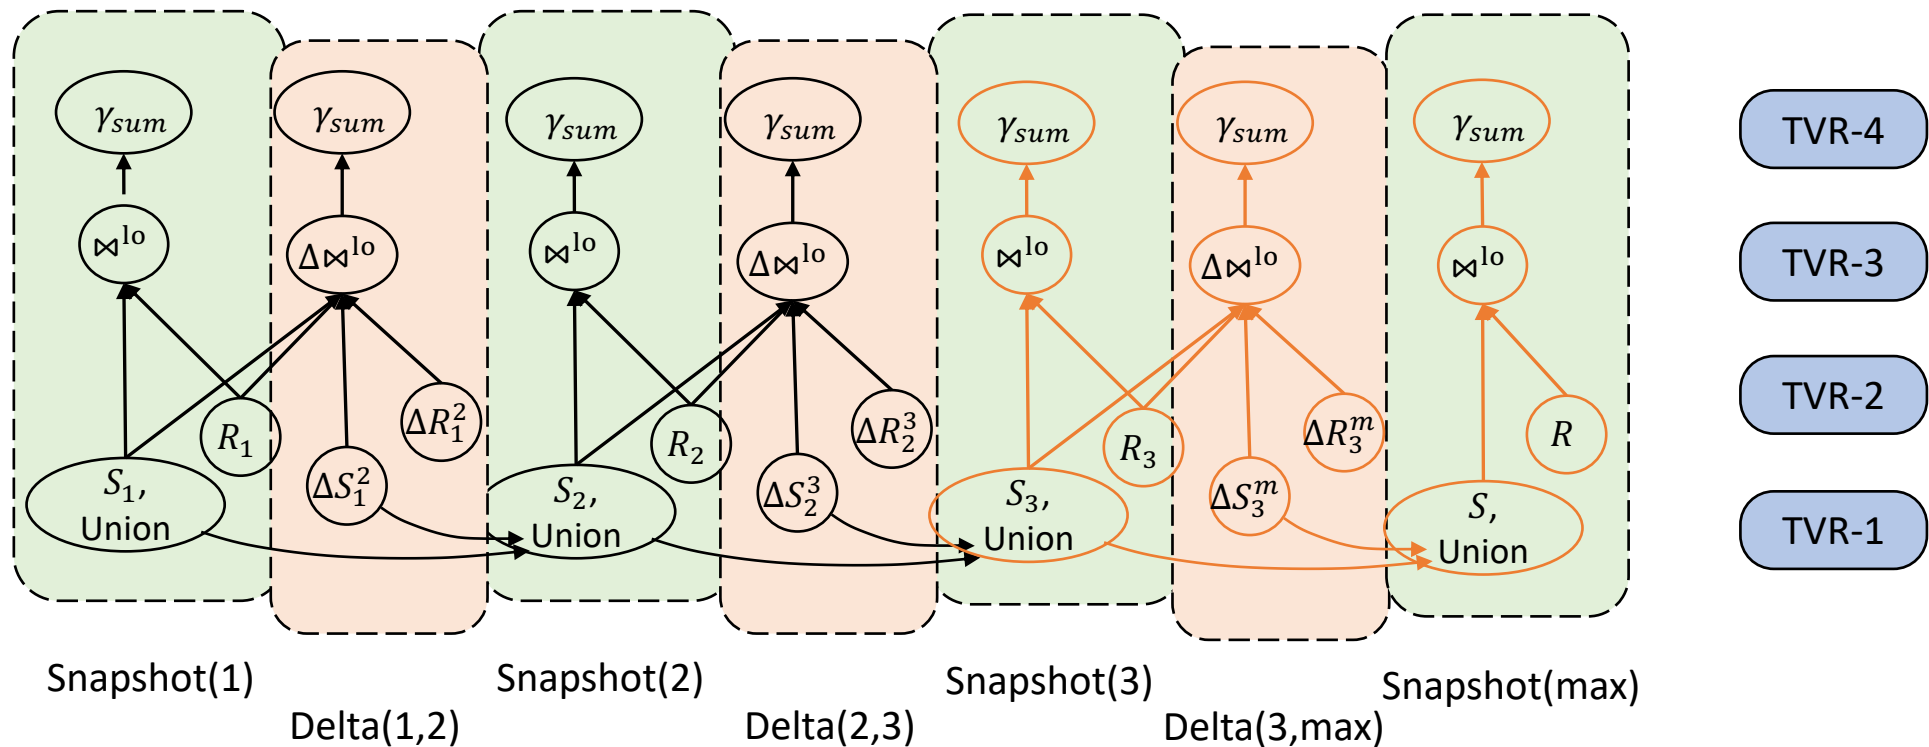 γsum γsum γsum γsum γsum γsum γsum TVR-4
⋈lo Δ⋈lo ⋈lo Δ⋈lo ⋈lo Δ⋈lo ⋈lo TVR-3
R₁ ΔR₁² R₂ ΔR₂³ R₃ ΔR₃ᵐ R TVR-2
S₁, ΔS₁² S₂, ΔS₂³ S₃, ΔS₃ᵐ S, TVR-1
Union Union Union Union
Snapshot(1) Snapshot(2) Snapshot(3) Snapshot(max)
Delta(1,2) Delta(2,3) Delta(3,max)